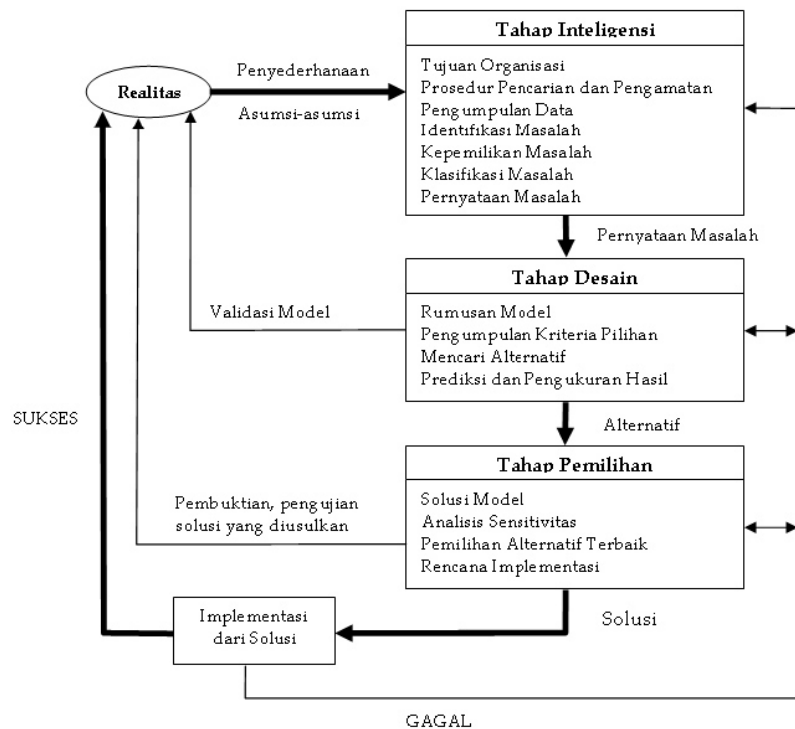 Tahap Inteligensi
Penyederhanaan
Realitas
Asumsi-asumsi
Tujuan Organisasi
Prosedur Pencarian dan Pengamatan
Pengumpulan Data
Identifikasi Masalah
Kepemilikan Masalah
Klasifikasi Masalah
Pernyataan Masalah
Pernyataan Masalah
Tahap Desain
Validasi Model
Rumusan Model
Pengumpulan Kriteria Pilihan
Mencari Alternatif
Prediksi dan Pengukuran Hasil
SUKSES
Alternatif
Tahap Pemilihan
Pembuktian, pengujian
solusi yang diusulkan
Solusi Model
Analisis Sensitivitas
Pemilihan Alternatif Terbaik
Rencana Implementasi
Implementasi
dari Solusi
Solusi
GAGAL